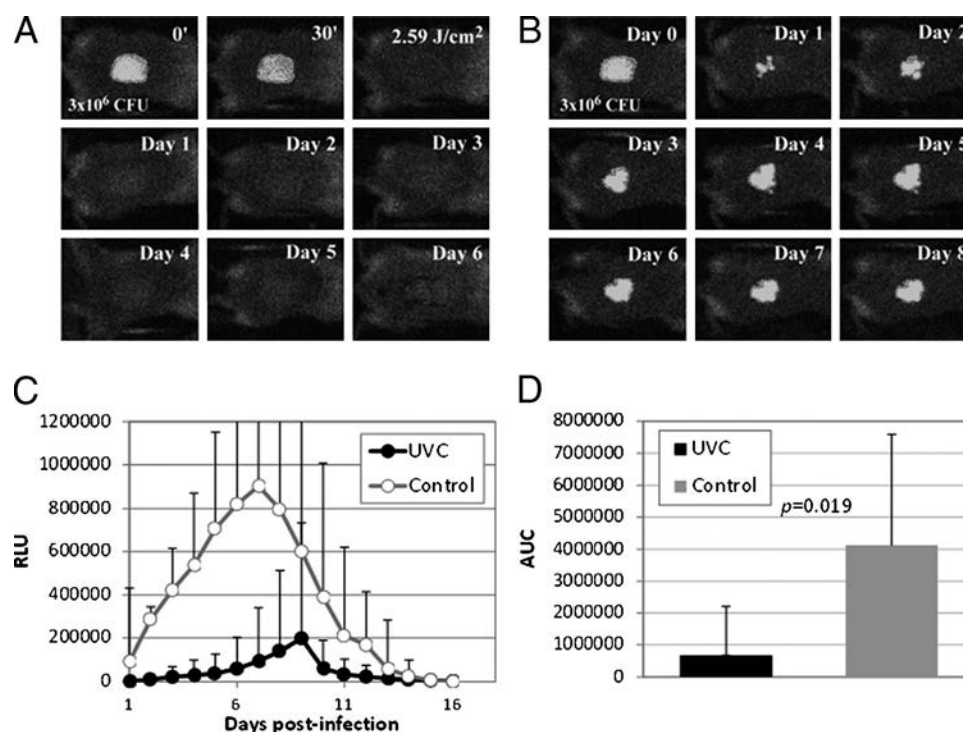 A
0'
30'
2.59 J/cm²
3x10⁶ CFU
Day 1
Day 2
Day 3
Day 4
Day 5
Day 6
B
Day 0
Day 1
Day 2
3x10⁶ CFU
Day 3
Day 4
Day 5
Day 6
Day 7
Day 8
C
1200000
1000000
800000
600000
400000
200000
0
RLU
UVC
Control
1
6
11
16
Days post-infection
D
8000000
7000000
6000000
5000000
4000000
3000000
2000000
1000000
0
AUC
UVC
Control
p=0.019